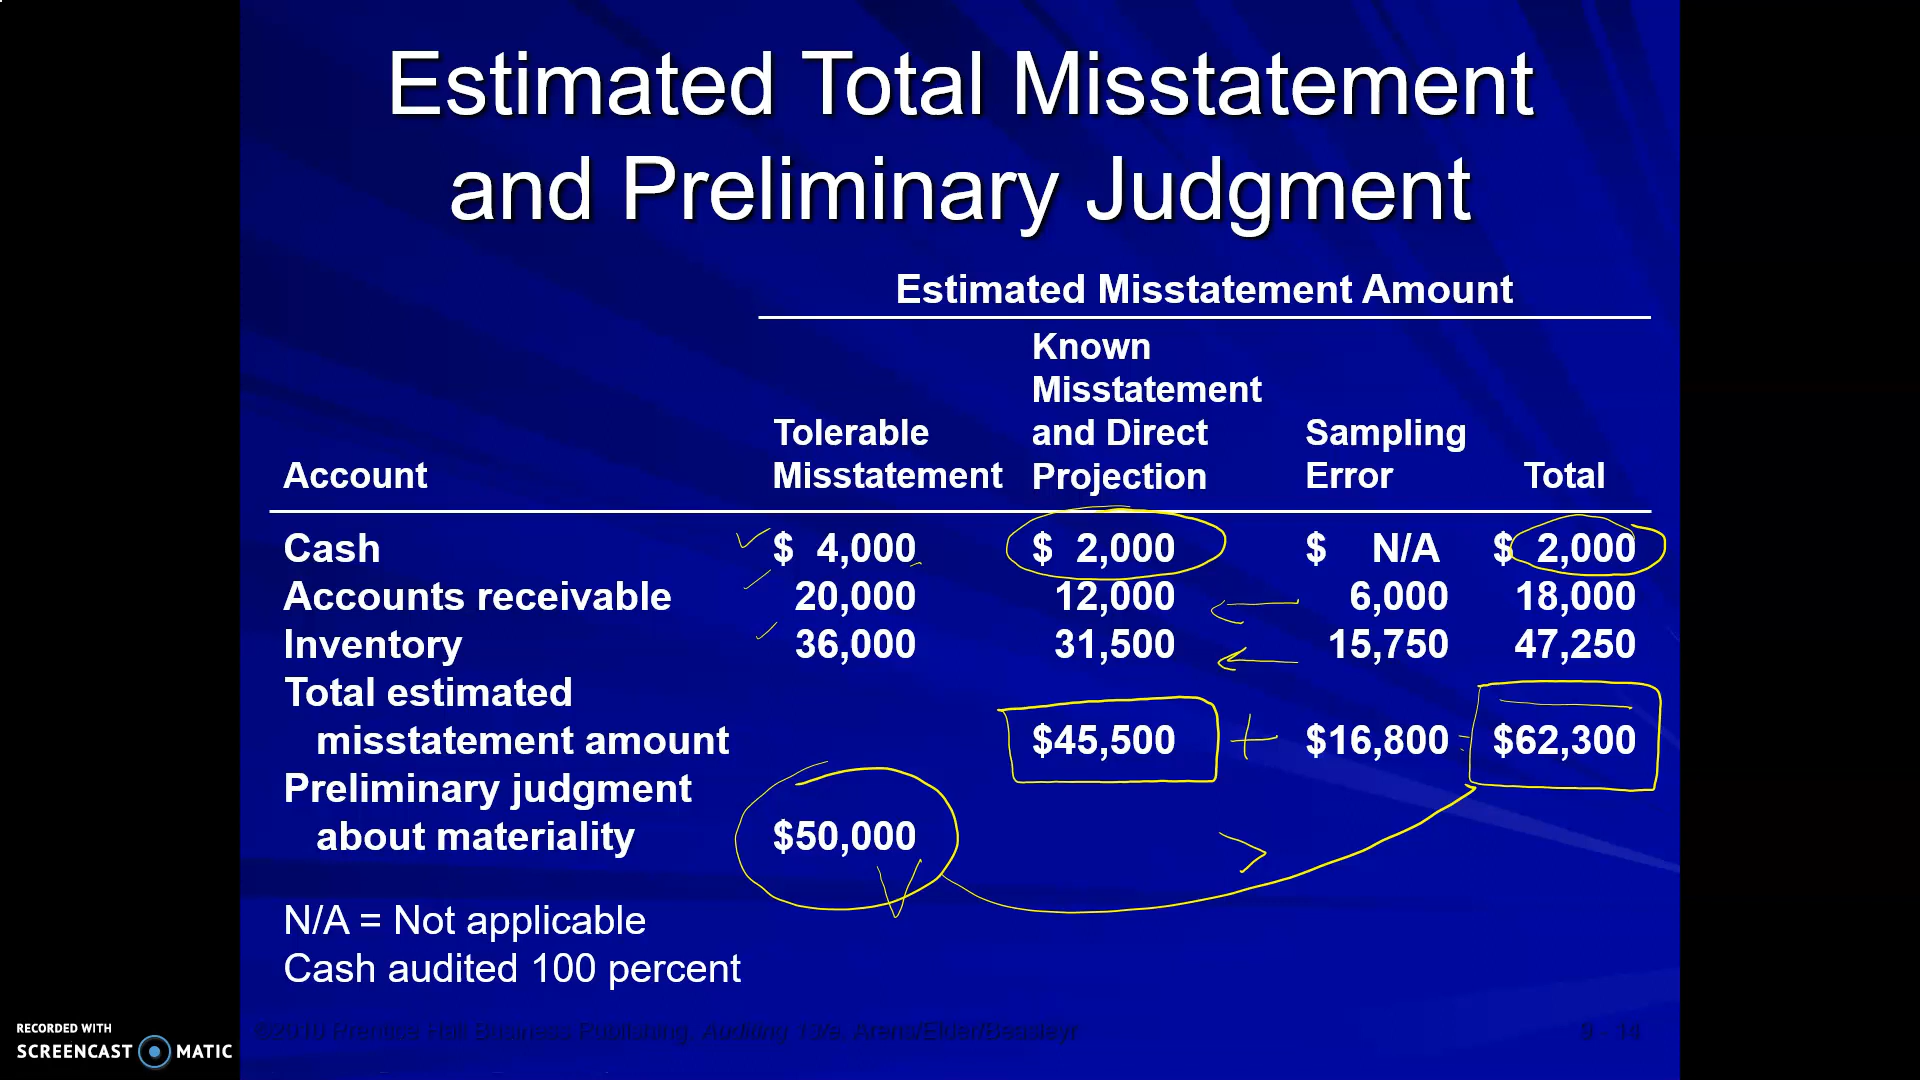 Estimated Total Misstatement
and Preliminary Judgment
Estimated Misstatement Amount
Known
Misstatement
Tolerable and Direct Sampling
Account Misstatement Projection Error Total
Cash $ 4,000 $ 2,000 $ N/A $ 2,000
Accounts receivable 20,000 12,000 6,000 18,000
Inventory 36,000 31,500 15,750 47,250
Total estimated
misstatement amount $45,500 + $16,800 = $62,300
Preliminary judgment
about materiality $50,000
N/A = Not applicable
Cash audited 100 percent
©2010 Prentice Hall Business Publishing, Auditing 13/e, Arens/Elder/Beasley
9 - 14
RECORDED WITH
SCREENCAST MATIC